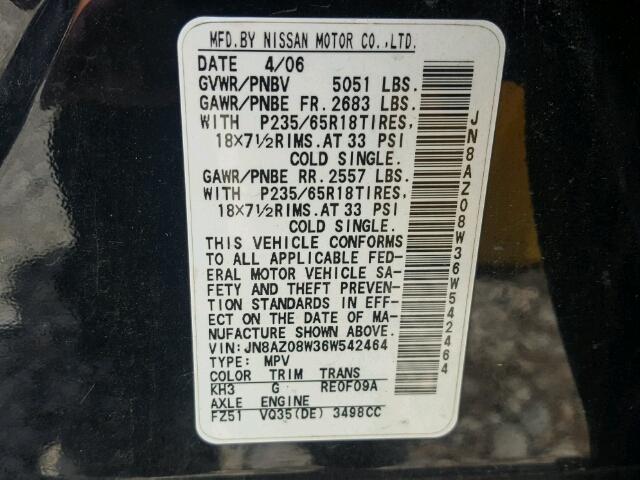 MFD.BY NISSAN MOTOR CO.,LTD.
DATE 4/06
GVWR/PNBV 5051 LBS.
GAWR/PNBE FR. 2683 LBS.
WITH P235/65R18TIRES,
18X7½RIMS.AT 33 PSI
COLD SINGLE.
GAWR/PNBE RR. 2557 LBS.
WITH P235/65R18TIRES,
18X7½RIMS.AT 33 PSI
COLD SINGLE.
THIS VEHICLE CONFORMS
TO ALL APPLICABLE FED-
ERAL MOTOR VEHICLE SA-
FETY AND THEFT PREVEN-
TION STANDARDS IN EFF-
ECT ON THE DATE OF MA-
NUFACTURE SHOWN ABOVE.
VIN:JN8AZ08W36W542464
TYPE: MPV
COLOR TRIM TRANS
KH3 G RE0F09A
AXLE ENGINE
FZ51 VQ35(DE) 3498CC
JN8AZ08W36W542464